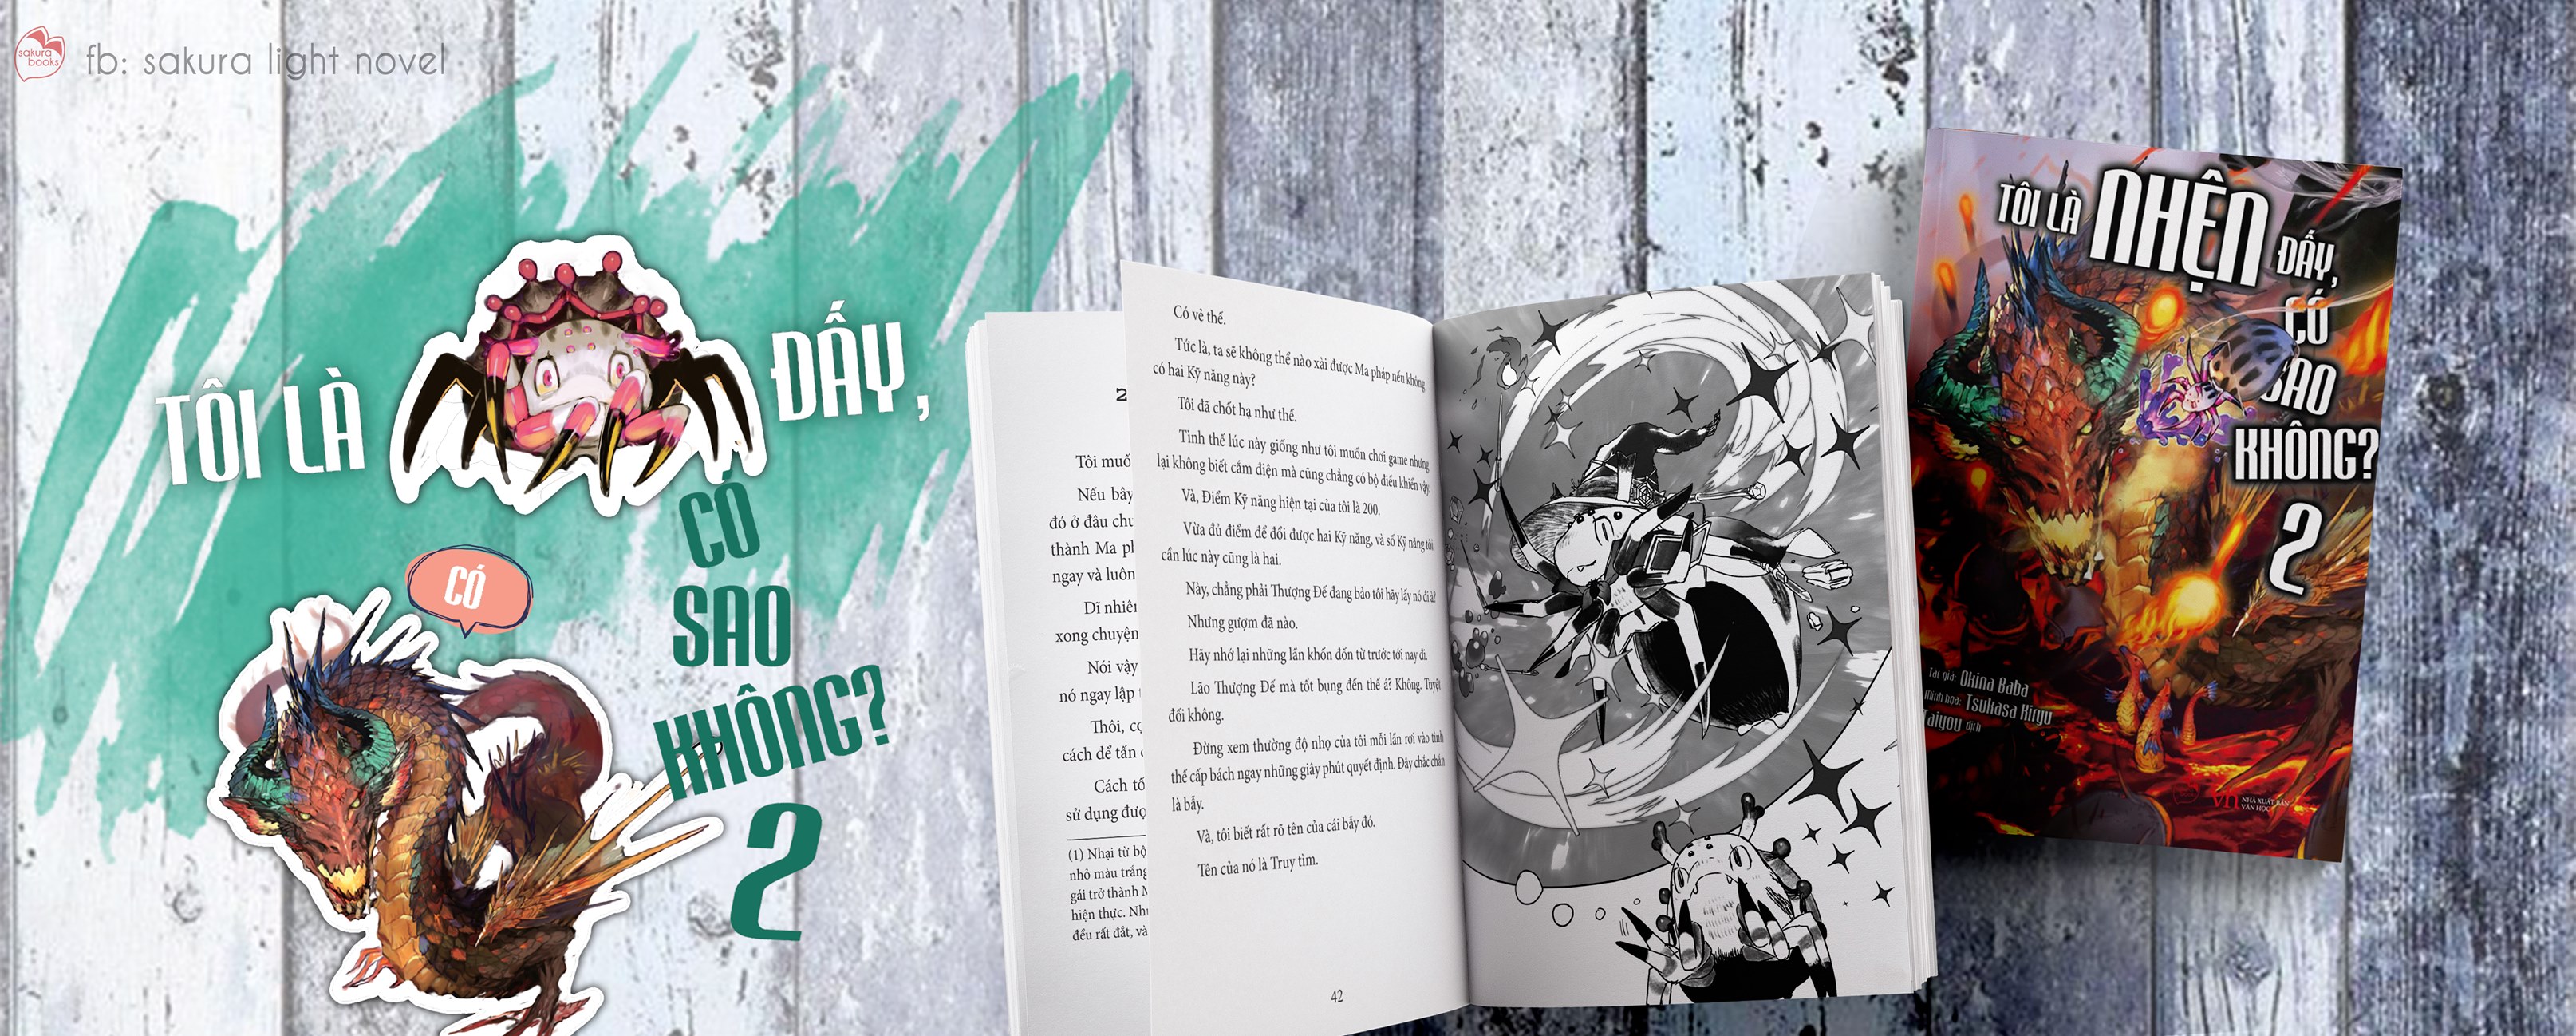 sakura
books
fb: sakura light novel
TÔI LÀ
ĐẤY,
CÓ
SAO
KHÔNG?
2
CÓ
2
Tôi muố
Nếu bây
đó ở đâu chư
thành Ma ph
ngay và luôn
Dĩ nhiên
xong chuyện
Nói vậy
nó ngay lập t
Thôi, cọ
cách để tấn c
Cách tố
sử dụng đượ
(1) Nhại từ bộ
nhỏ màu trắng
gái trở thành M
hiện thực. Như
đều rất đắt, và
Có vẻ thế.
Tức là, ta sẽ không thể nào xài được Ma pháp nếu không
có hai Kỹ năng này?
Tôi đã chốt hạ như thế.
Tình thế lúc này giống như tôi muốn chơi game nhưng
lại không biết cắm điện mà cũng chẳng có bộ điều khiển vậy.
Và, Điểm Kỹ năng hiện tại của tôi là 200.
Vừa đủ điểm để đổi được hai Kỹ năng, và số Kỹ năng tôi
cần lúc này cũng là hai.
Này, chẳng phải Thượng Đế đang bảo tôi hãy lấy nó đi à?
Nhưng gượm đã nào.
Hãy nhớ lại những lần khốn đốn từ trước tới nay đi.
Lão Thượng Đế mà tốt bụng đến thế á? Không. Tuyệt
đối không.
Đừng xem thường độ nhọ của tôi mỗi lần rơi vào tình
thế cấp bách ngay những giây phút quyết định. Đây chắc chắn
là bẫy.
Và, tôi biết rất rõ tên của cái bẫy đó.
Tên của nó là Truy tìm.
42
TÔI LÀ NHỆN ĐẤY,
CÓ
SAO
KHÔNG?
2
Tác giả: Okina Baba
Minh họa: Tsukasa Kiryu
Taiyou dịch
NHÀ XUẤT BẢN
VĂN HỌC